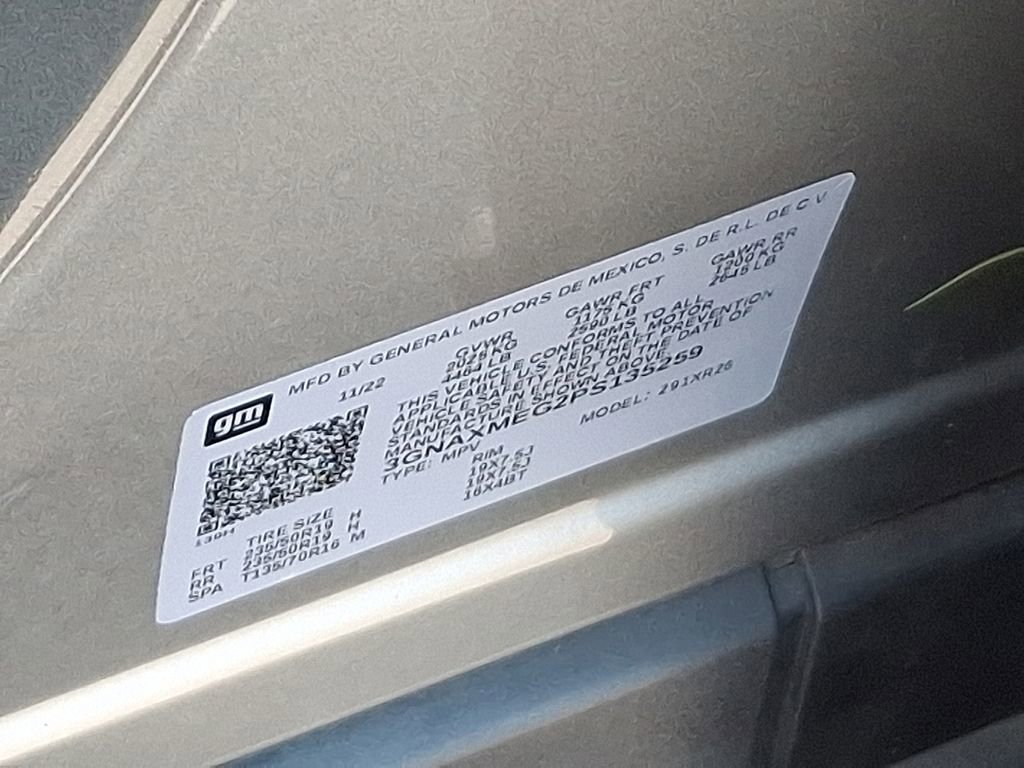 MFD BY GENERAL MOTORS DE MEXICO, S. DE R.L. DE C V
gm
11/22
GVWR GAWR FRT GAWR RR
2025 KG 1175 KG 1200 KG
4464 LB 2590 LB 2645 LB
THIS VEHICLE CONFORMS TO ALL
APPLICABLE U.S. FEDERAL MOTOR
VEHICLE SAFETY AND THEFT PREVENTION
STANDARDS IN EFFECT ON THE DATE OF
MANUFACTURE SHOWN ABOVE.
3GNAXMEG2PS135259
TYPE: MPV MODEL: 291XR26
139H
TIRE SIZE RIM
FRT 235/50R19 H 19X7.5J
RR 235/50R19 H 19X7.5J
SPA T135/70R16 M 16X4BT